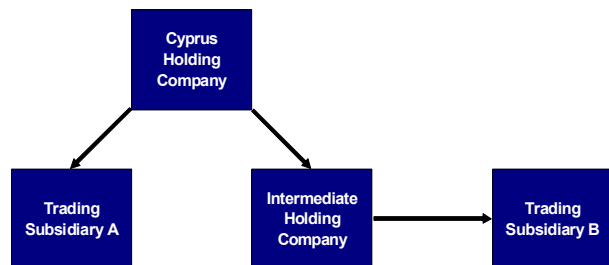 Cyprus
Holding
Company
Trading
Subsidiary A
Intermediate
Holding
Company
Trading
Subsidiary B